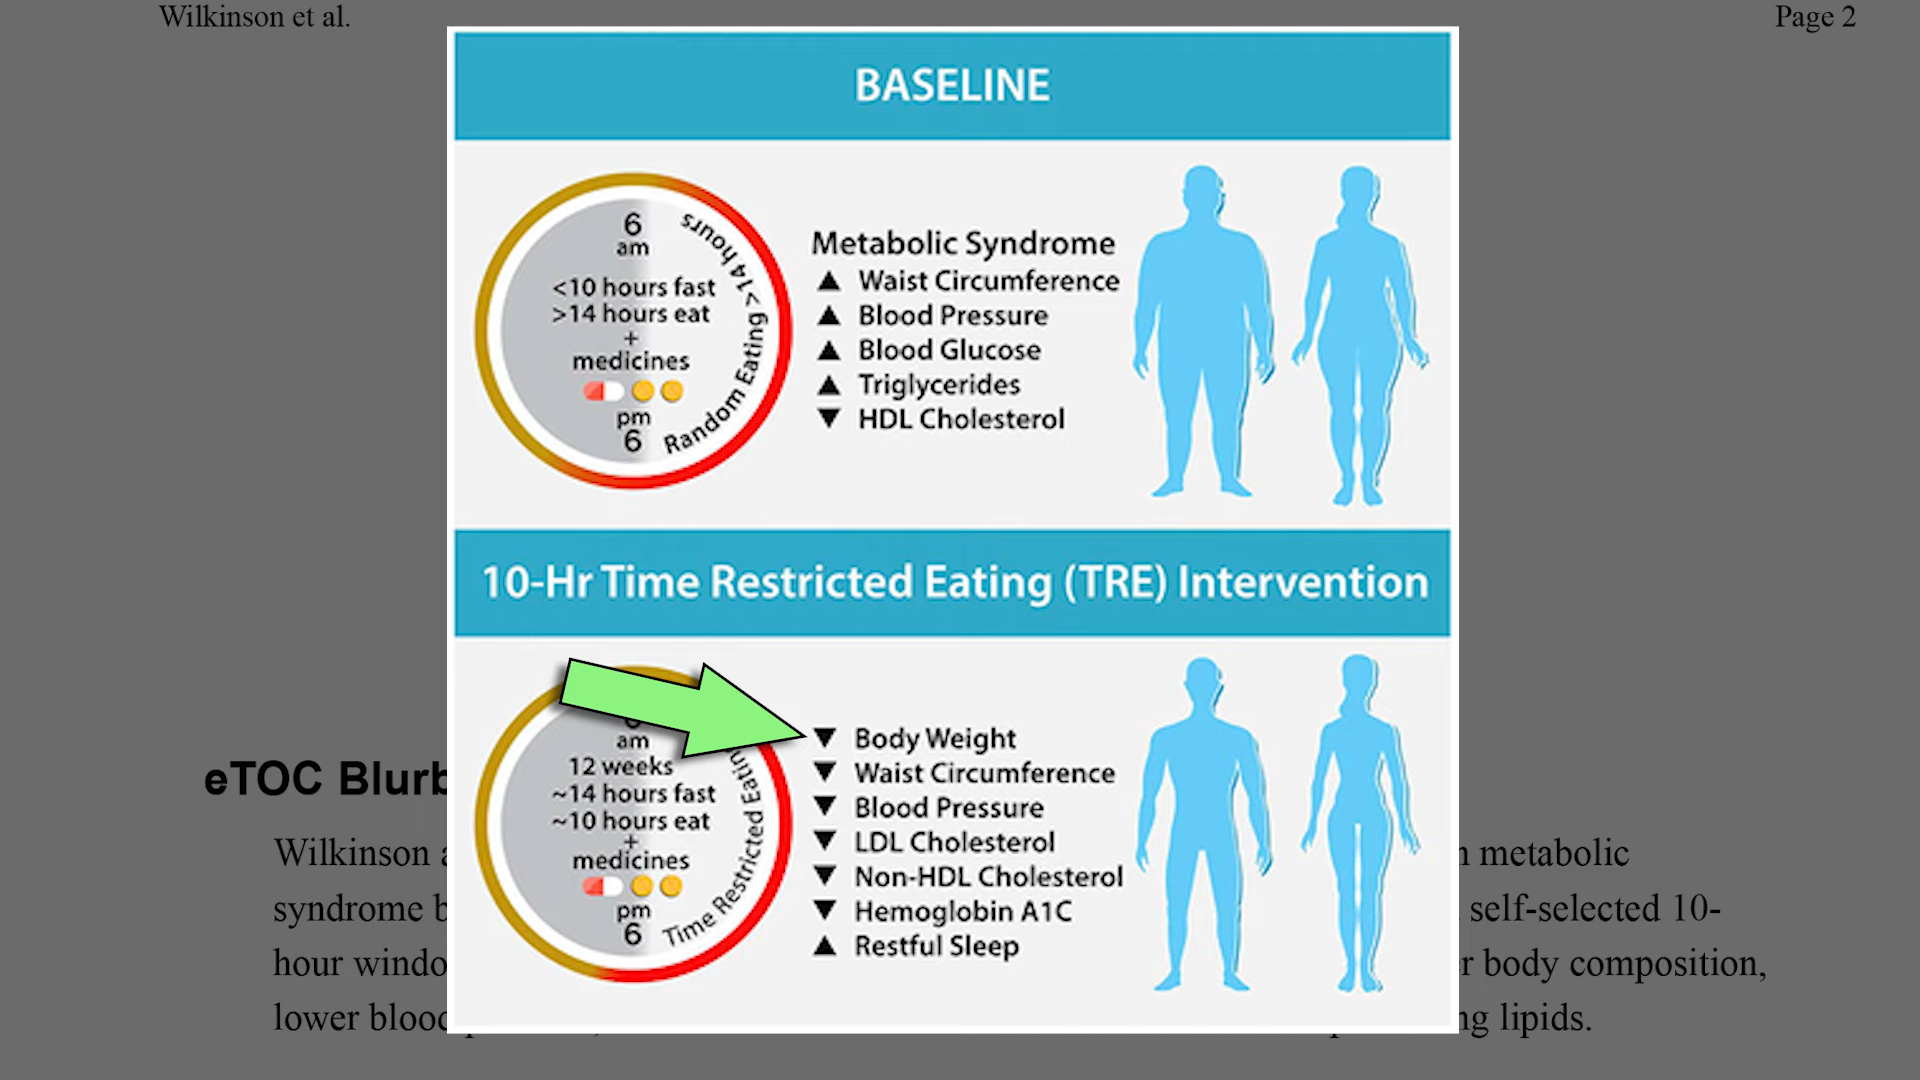 Wilkinson et al.
Page 2
BASELINE
6
am
<10 hours fast
>14 hours eat
+
medicines
pm
6
Random Eating >14 hours
Metabolic Syndrome
▲ Waist Circumference
▲ Blood Pressure
▲ Blood Glucose
▲ Triglycerides
▼ HDL Cholesterol
10-Hr Time Restricted Eating (TRE) Intervention
am
12 weeks
~14 hours fast
~10 hours eat
+
medicines
pm
6
Time Restricted
▼ Body Weight
▼ Waist Circumference
▼ Blood Pressure
▼ LDL Cholesterol
▼ Non-HDL Cholesterol
▼ Hemoglobin A1C
▲ Restful Sleep
eTOC Blurb
Wilkinson metabolic
syndrome self-selected 10-
hour body composition,
lower lipids.